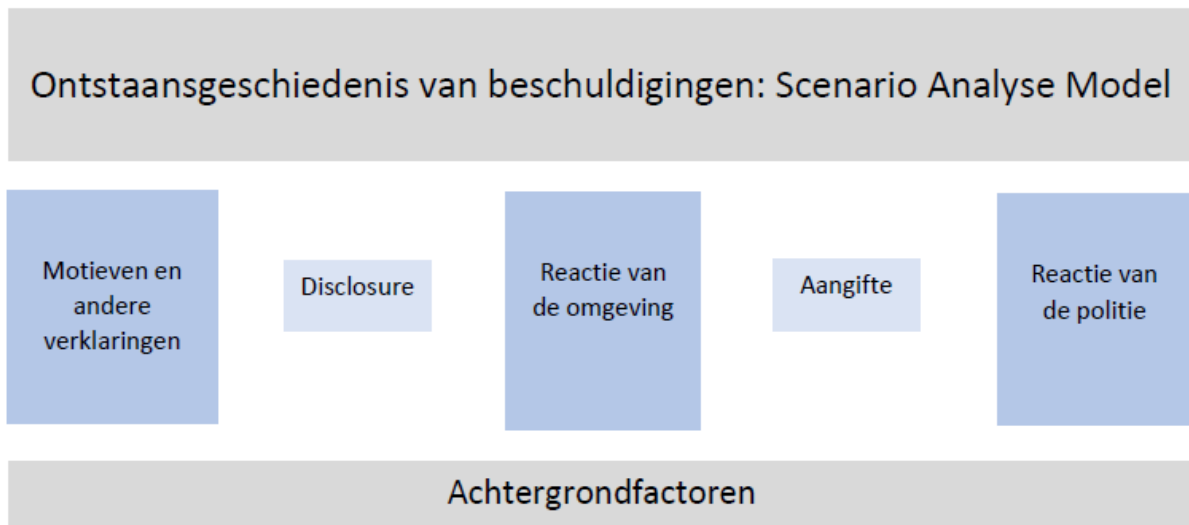 Ontstaansgeschiedenis van beschuldigingen: Scenario Analyse Model
Motieven en
andere
verklaringen
Disclosure
Reactie van
de omgeving
Aangifte
Reactie van
de politie
Achtergrondfactoren